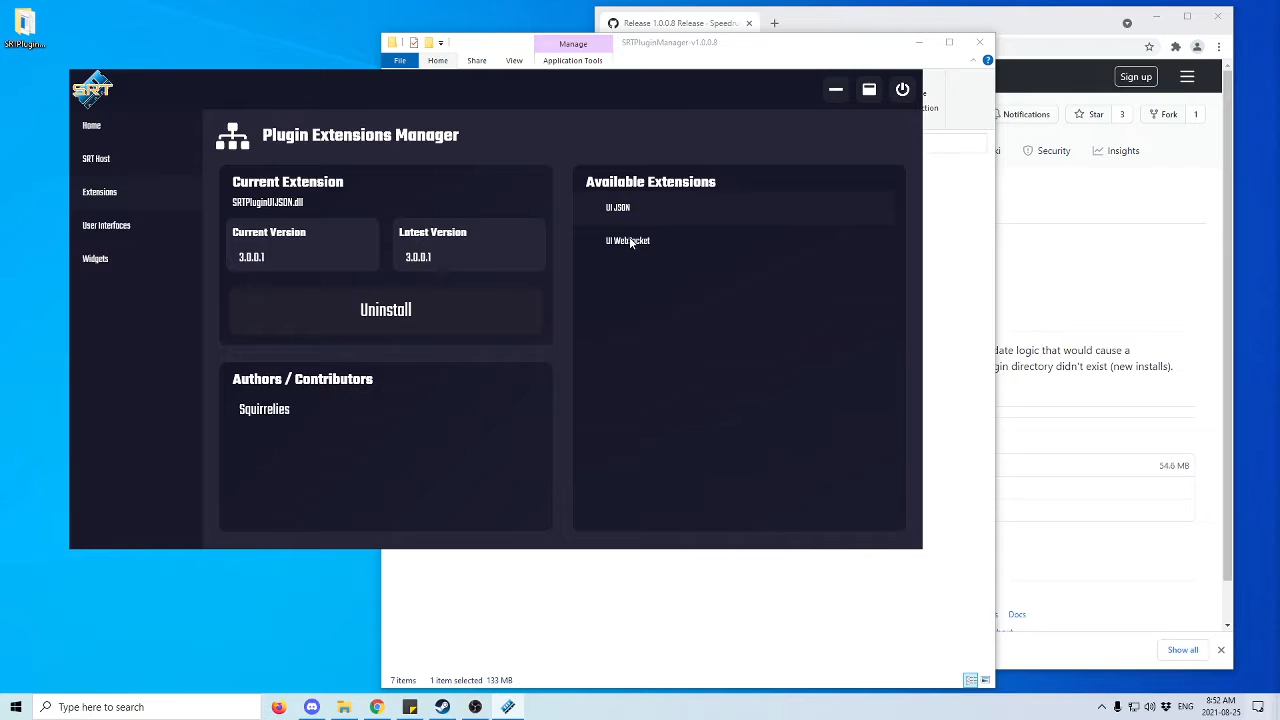 Release 1.0.0.8 Release - Speedru
SRTPlugin...
Manage
SRTPluginManager-v1.0.0.8
File
Home
Share
View
Application Tools
SRT
Sign up
Home
SRT Host
Extensions
User Interfaces
Widgets
Plugin Extensions Manager
Current Extension
SRTPluginUIJSON.dll
Current Version
3.0.0.1
Latest Version
3.0.0.1
Uninstall
Authors / Contributors
Squirrelies
Available Extensions
UI JSON
UI WebSocket
Notifications
Star
3
Fork
1
ki
Security
Insights
date logic that would cause a
gin directory didn't exist (new installs).
54.6 MB
Docs
Show all
7 items
1 item selected 133 MB
Type here to search
8:52 AM
2021-08-25